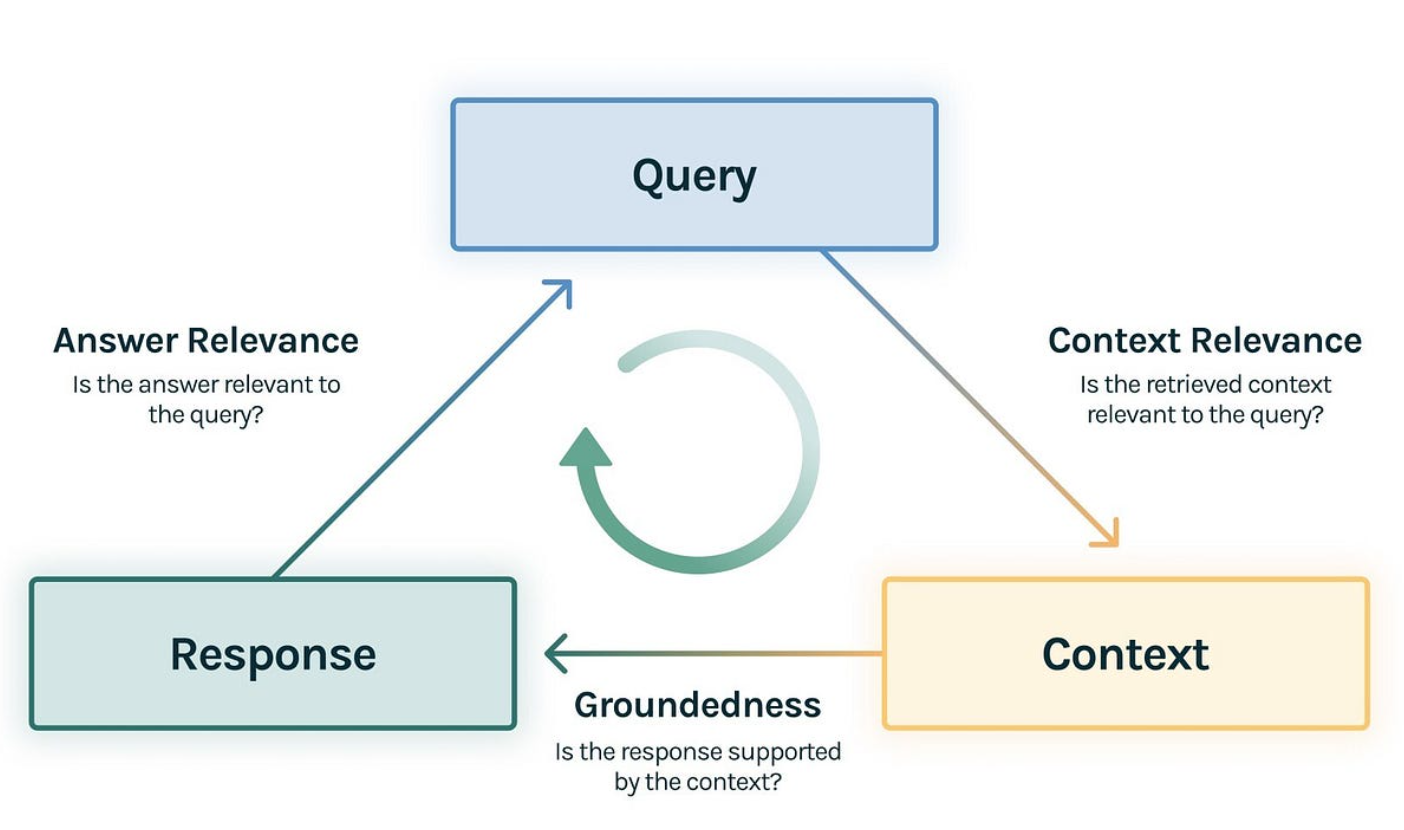 Query
Answer Relevance
Is the answer relevant to
the query?
Context Relevance
Is the retrieved context
relevant to the query?
Response
Context
Groundedness
Is the response supported
by the context?